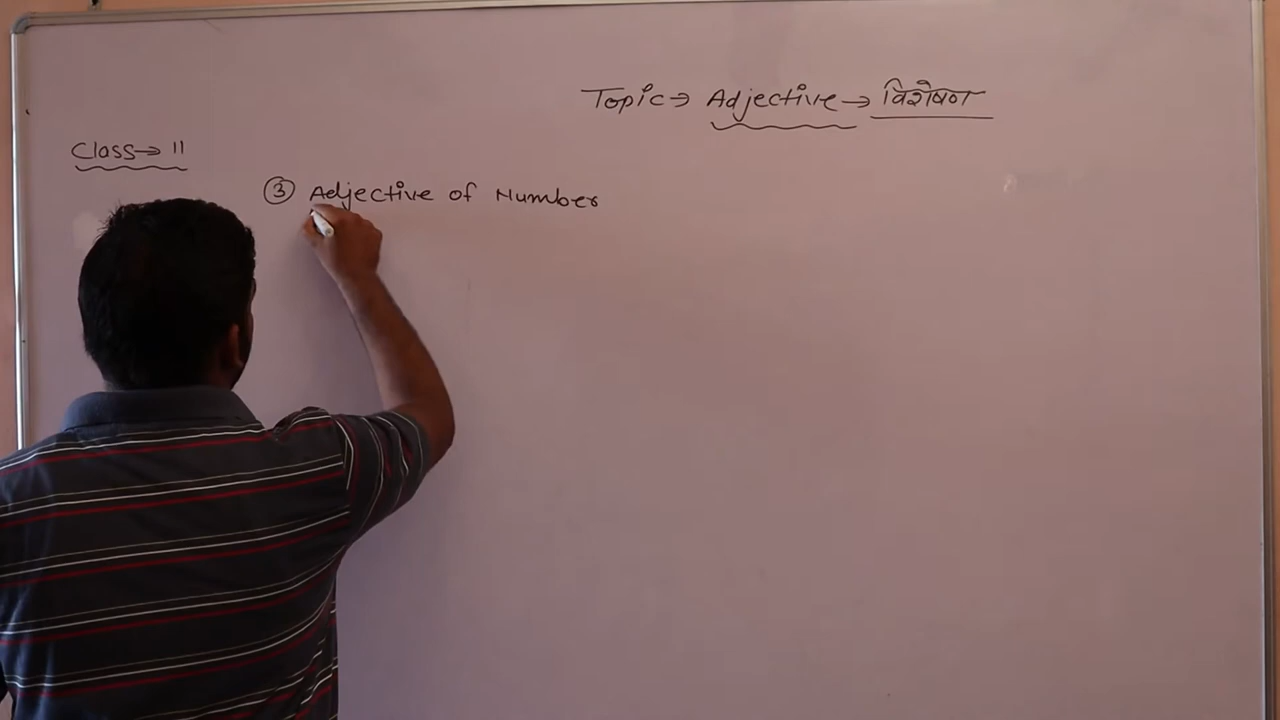 Topic→ Adjective → विशेषण
Class→ 11
③ Adjective of Number